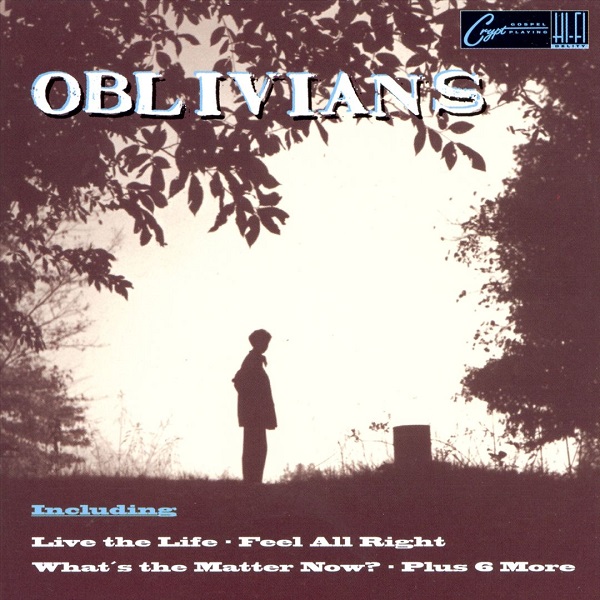 Crypt GOSPEL PLAYING HI-FI DELITY
OBLIVIANS
Including
Live the Life · Feel All Right
What´s the Matter Now? · Plus 6 More